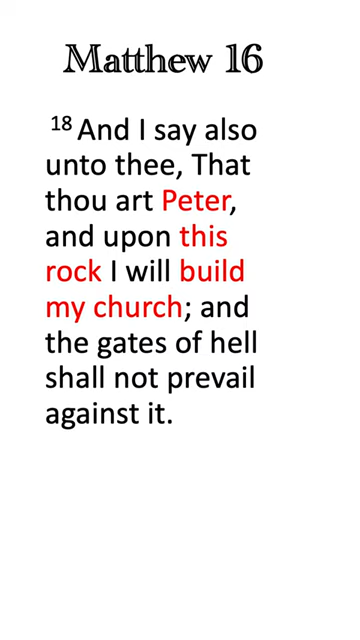 Matthew 16
18 And I say also
unto thee, That
thou art Peter,
and upon this
rock I will build
my church; and
the gates of hell
shall not prevail
against it.